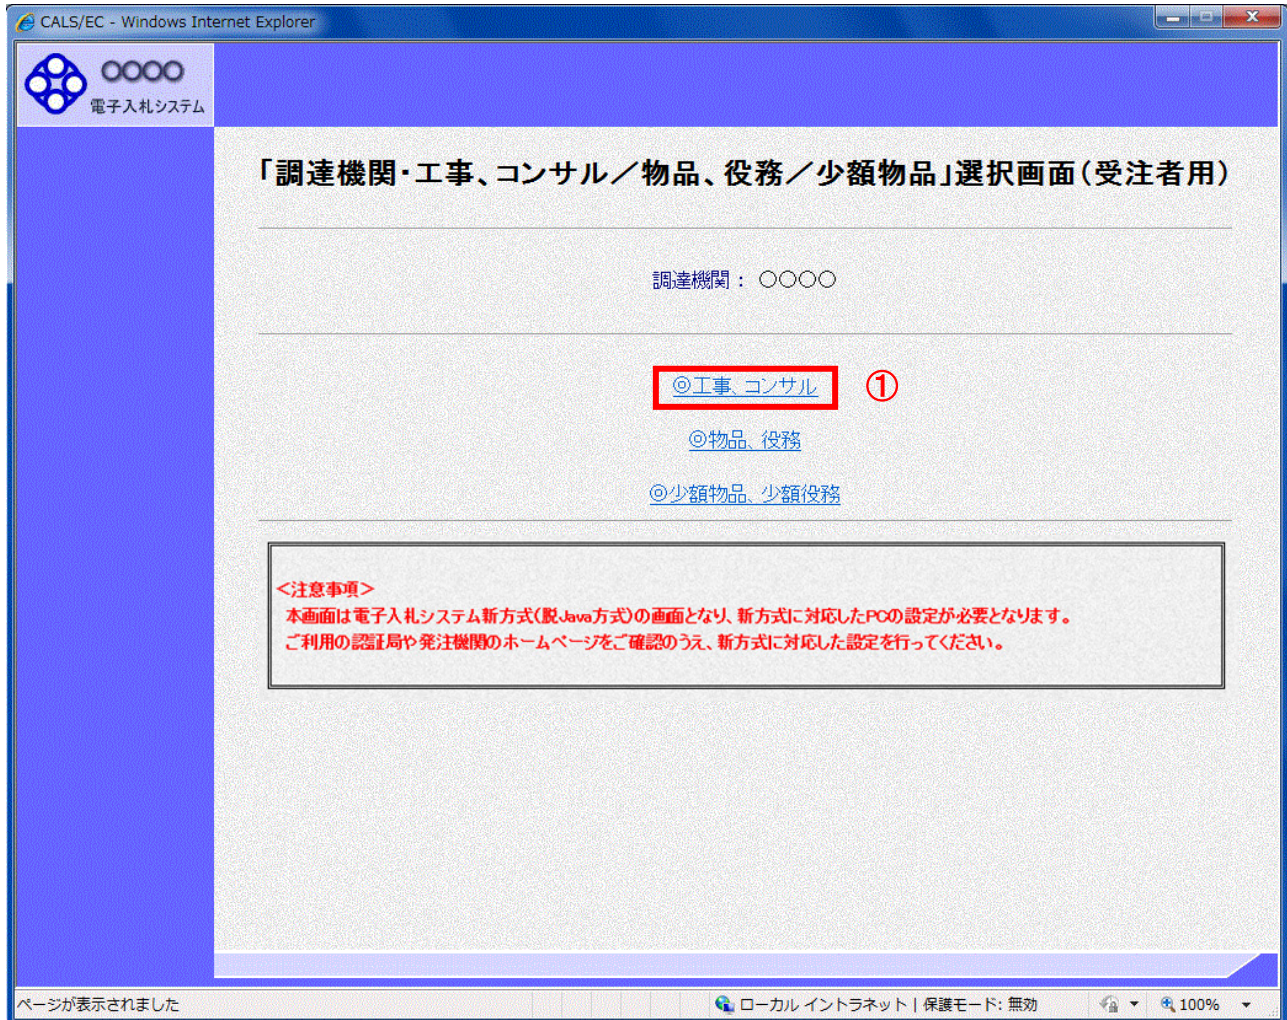 CALS/EC - Windows Internet Explorer
○○○○
電子入札システム
「調達機関・工事、コンサル／物品、役務／少額物品」選択画面（受注者用）
調達機関： ○○○○
◎工事、コンサル
①
◎物品、役務
◎少額物品、少額役務
＜注意事項＞
本画面は電子入札システム新方式(脱Java方式)の画面となり、新方式に対応したPCの設定が必要となります。
ご利用の認証局や発注機関のホームページをご確認のうえ、新方式に対応した設定を行ってください。
ページが表示されました
ローカル イントラネット | 保護モード: 無効
100%